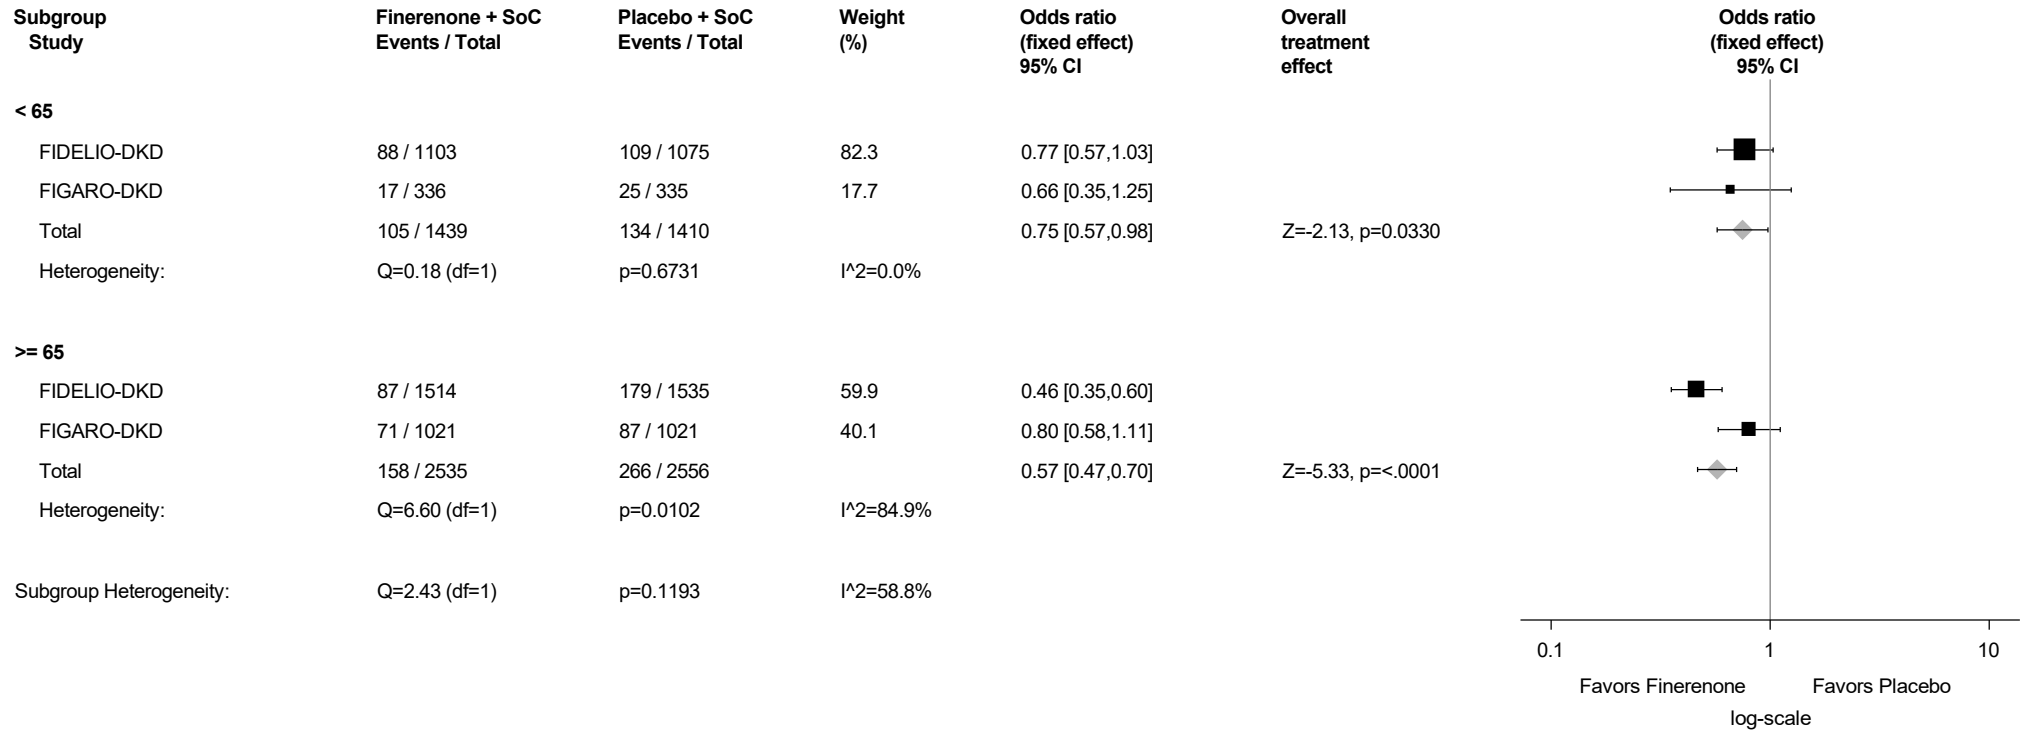 Subgroup Finerenone + SoC Placebo + SoC Weight Odds ratio Overall Odds ratio
Study Events / Total Events / Total (%) (fixed effect) treatment (fixed effect)
95% CI effect 95% CI
< 65
FIDELIO-DKD 88 / 1103 109 / 1075 82.3 0.77 [0.57,1.03]
FIGARO-DKD 17 / 336 25 / 335 17.7 0.66 [0.35,1.25]
Total 105 / 1439 134 / 1410 0.75 [0.57,0.98] Z=-2.13, p=0.0330
Heterogeneity: Q=0.18 (df=1) p=0.6731 I^2=0.0%
>= 65
FIDELIO-DKD 87 / 1514 179 / 1535 59.9 0.46 [0.35,0.60]
FIGARO-DKD 71 / 1021 87 / 1021 40.1 0.80 [0.58,1.11]
Total 158 / 2535 266 / 2556 0.57 [0.47,0.70] Z=-5.33, p=<.0001
Heterogeneity: Q=6.60 (df=1) p=0.0102 I^2=84.9%
Subgroup Heterogeneity: Q=2.43 (df=1) p=0.1193 I^2=58.8%
0.1 1 10
Favors Finerenone Favors Placebo
log-scale